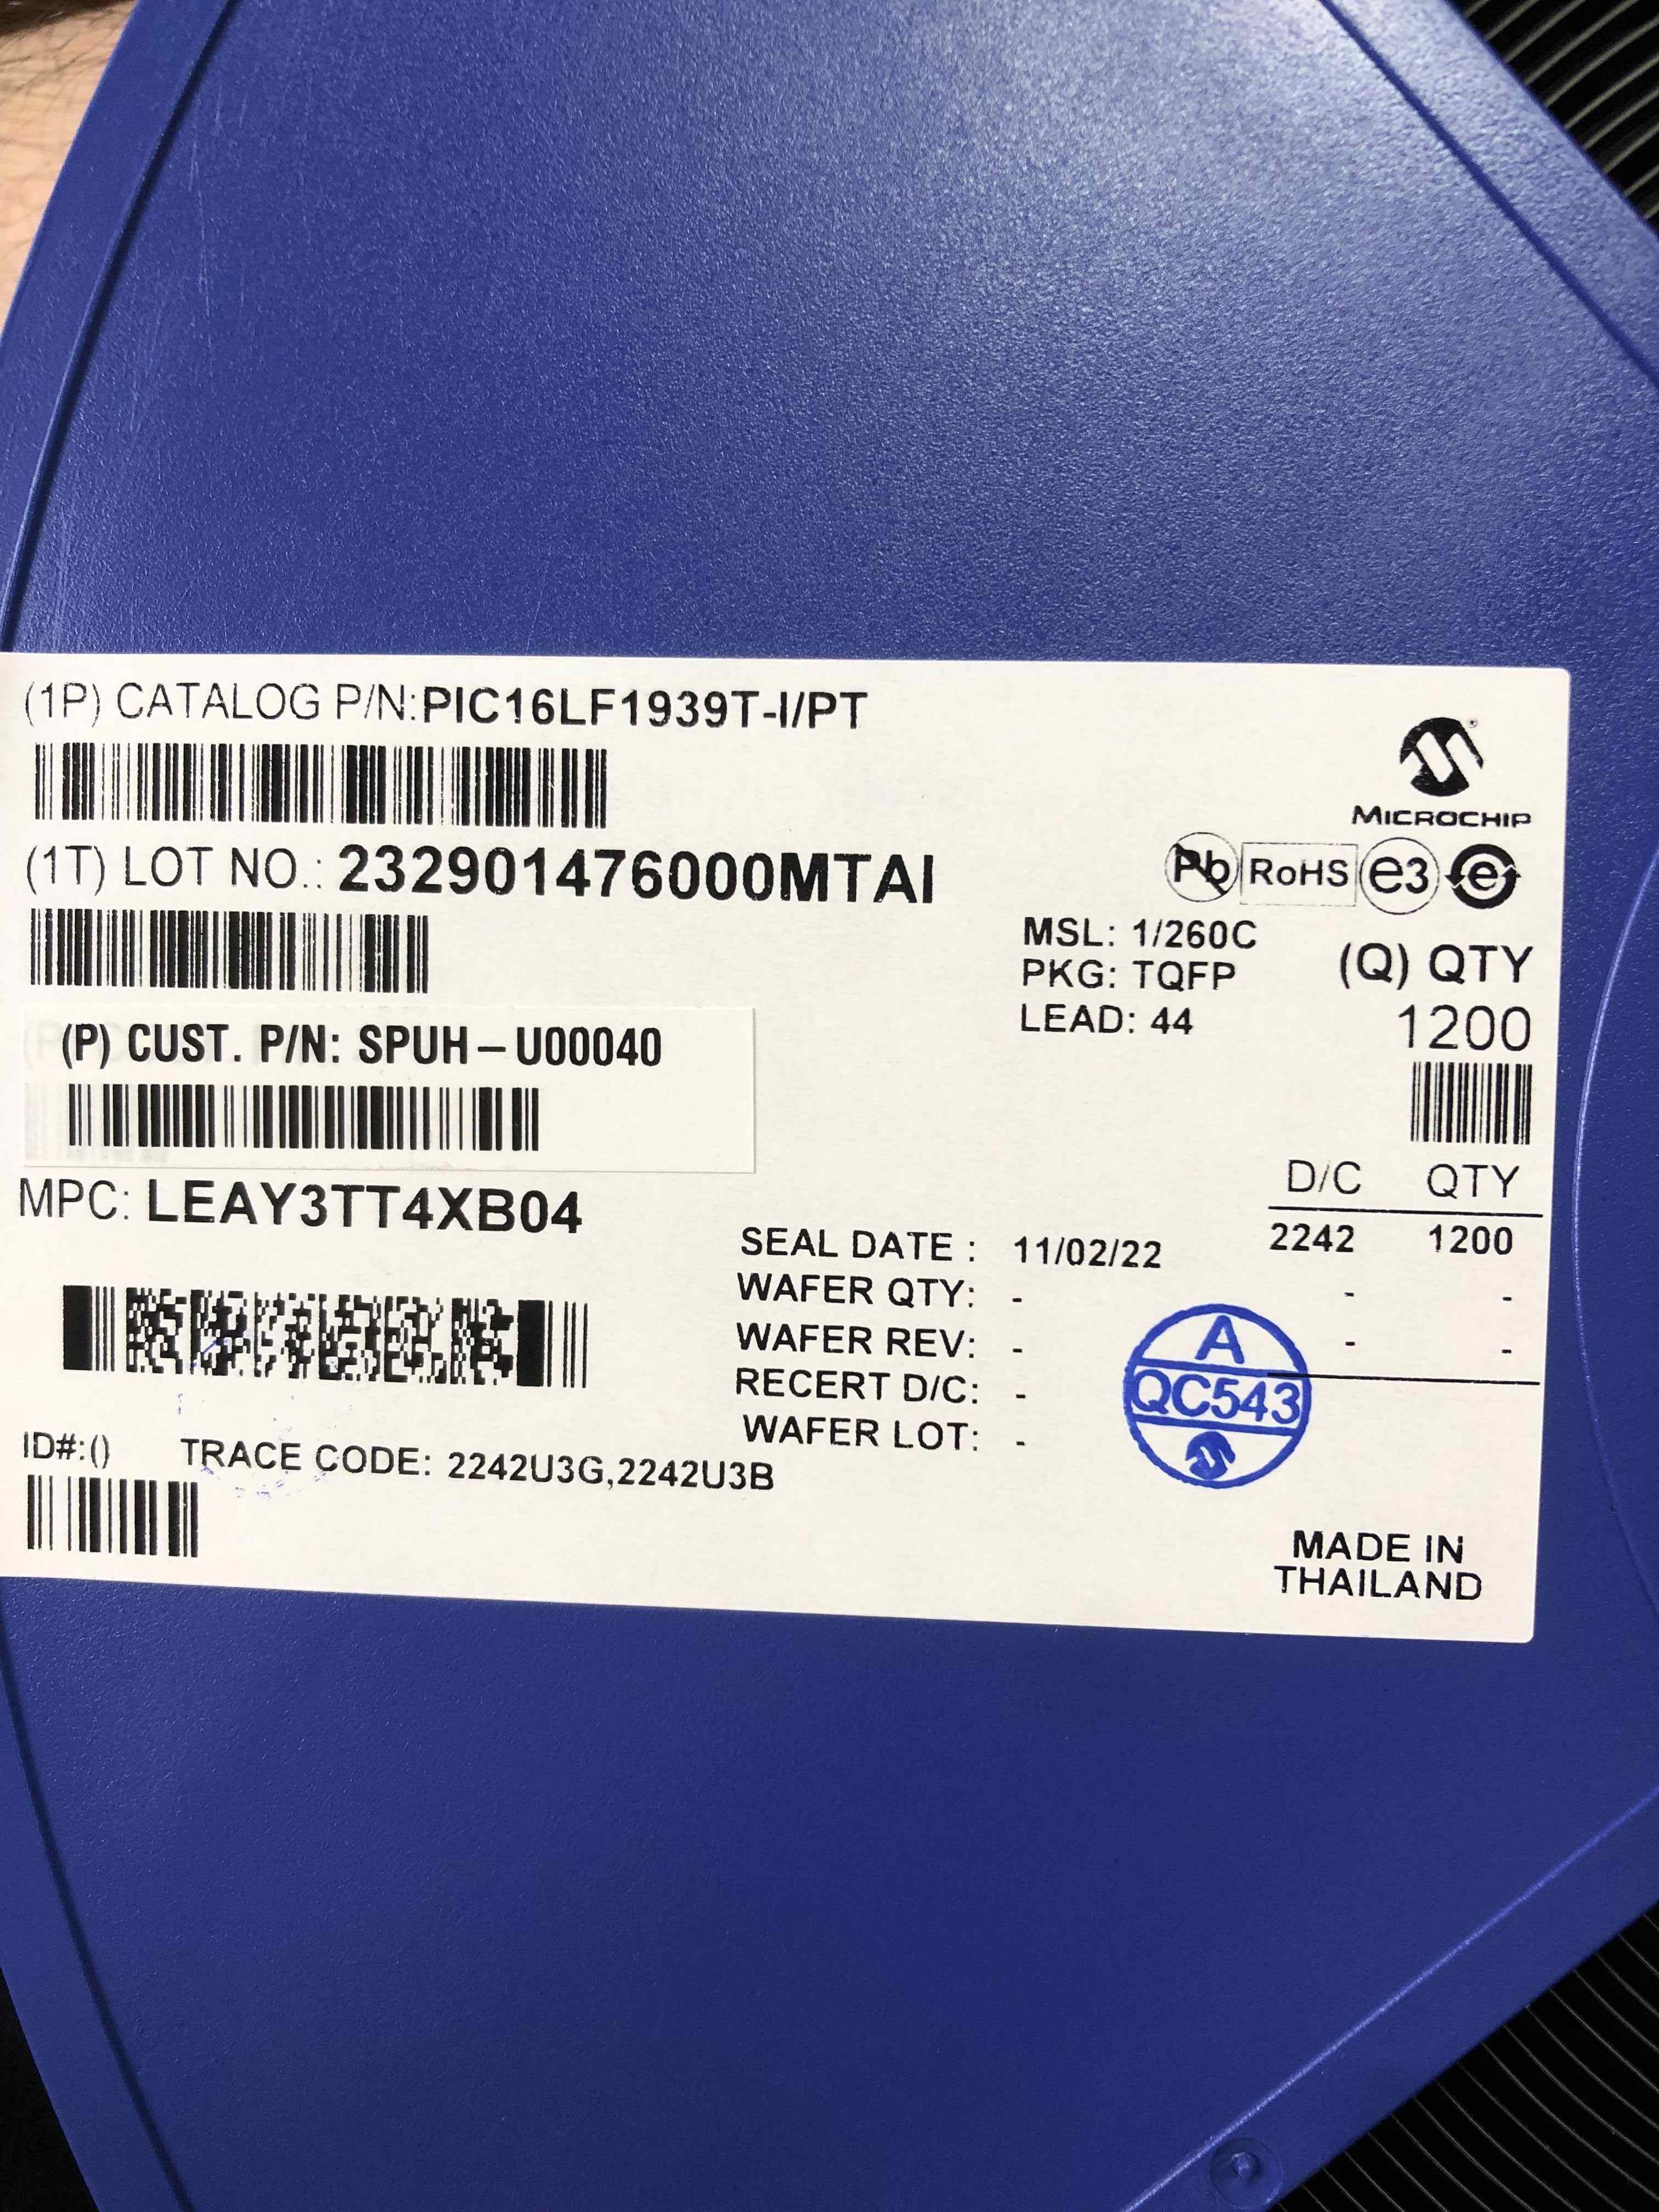 (1P) CATALOG P/N:PIC16LF1939T-I/PT
MICROCHIP
(1T) LOT NO.: 232901476000MTAI
Pb RoHS e3 e
MSL: 1/260C
PKG: TQFP
LEAD: 44
(Q) QTY
1200
(P) CUST. P/N: SPUH–U00040
MPC: LEAY3TT4XB04
D/C QTY
2242 1200
- -
- -
SEAL DATE : 11/02/22
WAFER QTY: -
WAFER REV: -
RECERT D/C: -
WAFER LOT: -
A
QC543
ID#:() TRACE CODE: 2242U3G,2242U3B
MADE IN
THAILAND